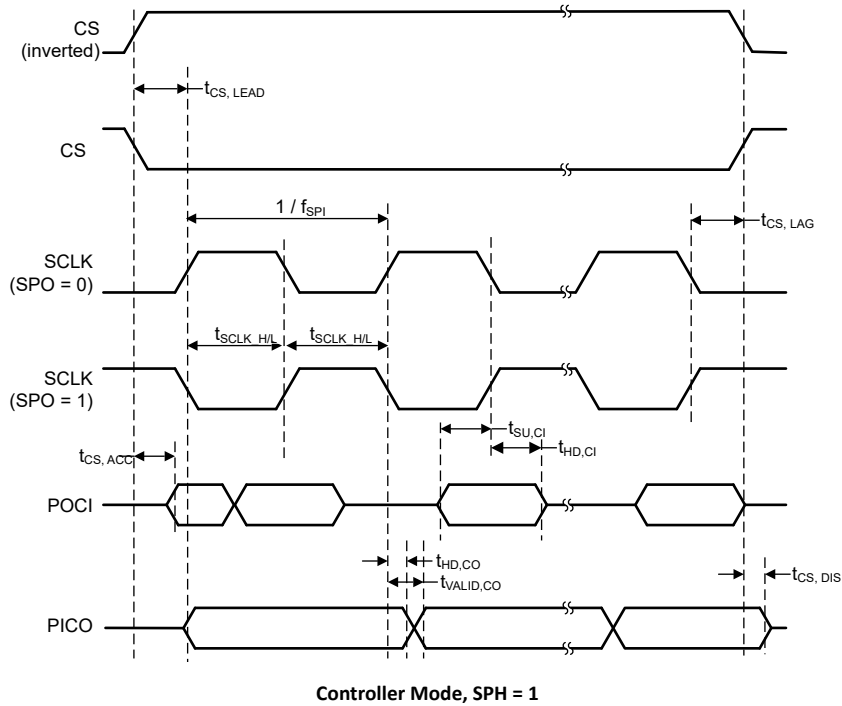 CS
(inverted)
tCS, LEAD
CS
1 / fSPI
tCS, LAG
SCLK
(SPO = 0)
tSCLK_H/L
tSCLK_H/L
SCLK
(SPO = 1)
tSU,CI
tHD,CI
tCS, ACC
POCI
tHD,CO
tVALID,CO
tCS, DIS
PICO
Controller Mode, SPH = 1